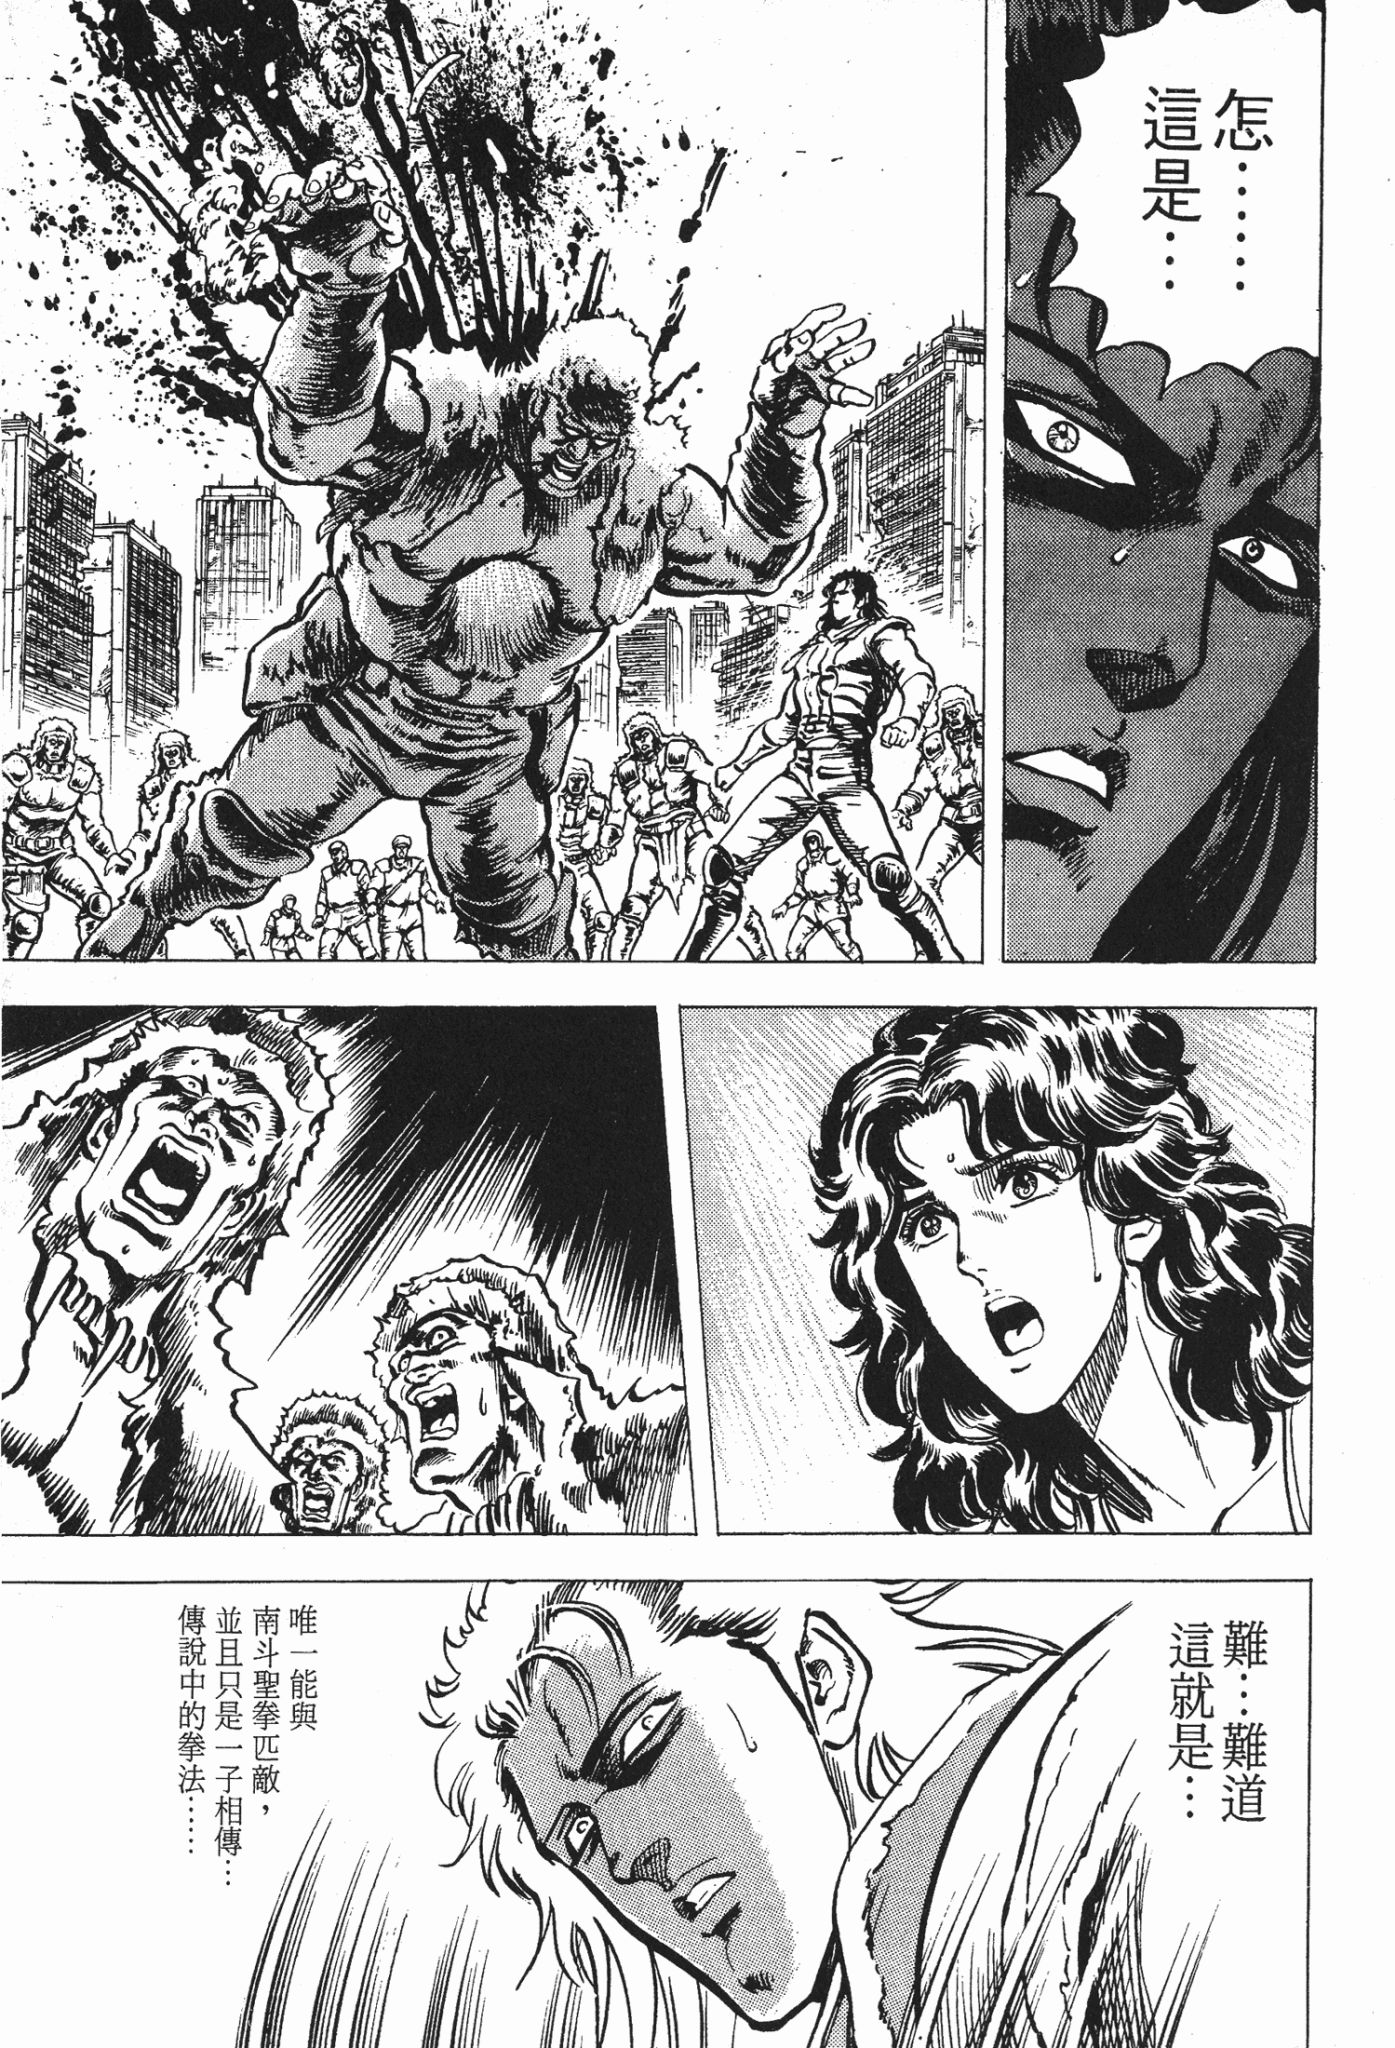 怎……
這是…
難…難道
這就是…
唯一能與
南斗聖拳匹敵，
並且只是一子相傳…
傳說中的拳法……